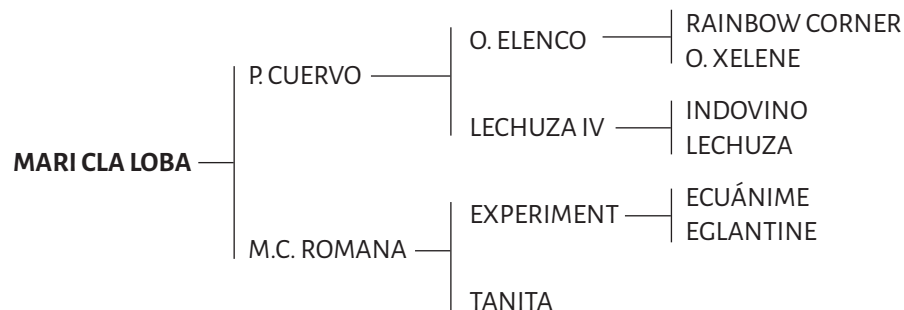 RAINBOW CORNER
O. ELENCO
O. XELENE
P. CUERVO
INDOVINO
LECHUZA IV
LECHUZA
MARI CLA LOBA
ECUÁNIME
EXPERIMENT
EGLANTINE
M.C. ROMANA
TANITA